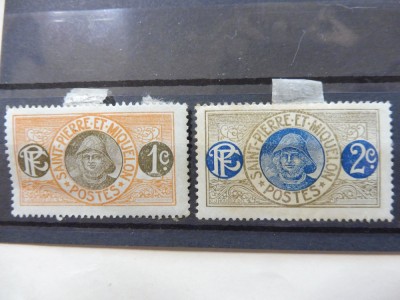 SAINT-PIERRE-ET-MIQUELON
RF
1c.
POSTES
SAINT-PIERRE-ET-MIQUELON
RF
2c.
POSTES